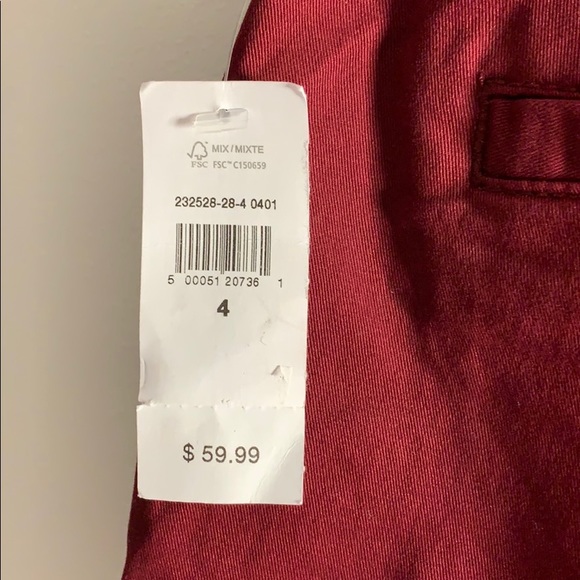 MIX/MIXTE
FSC FSC™ C150659
232528-28-4 0401
5 00051 20736 1
4
$ 59.99